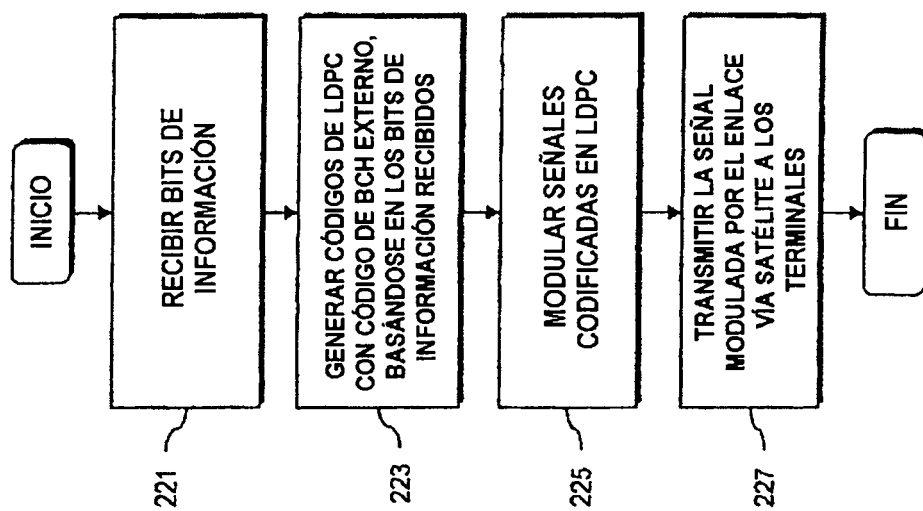 INICIO
RECIBIR BITS DE
INFORMACIÓN
221
GENERAR CÓDIGOS DE LDPC
CON CÓDIGO DE BCH EXTERNO,
BASÁNDOSE EN LOS BITS DE
INFORMACIÓN RECIBIDOS
223
MODULAR SEÑALES
CODIFICADAS EN LDPC
225
TRANSMITIR LA SEÑAL
MODULADA POR EL ENLACE
VÍA SATÉLITE A LOS
TERMINALES
227
FIN